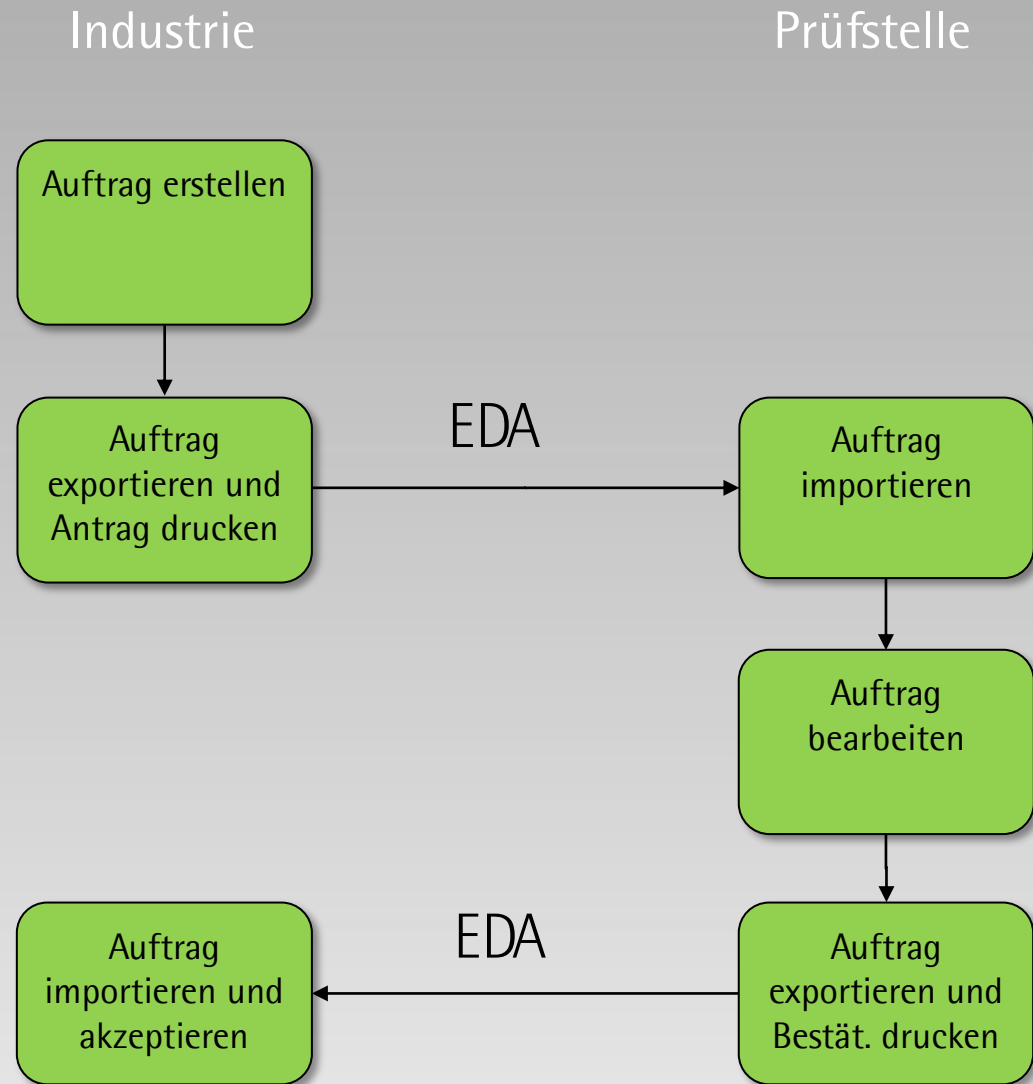 Industrie
Prüfstelle
Auftrag erstellen
Auftrag
exportieren und
Antrag drucken
EDA
Auftrag
importieren
Auftrag
bearbeiten
Auftrag
exportieren und
Bestät. drucken
EDA
Auftrag
importieren und
akzeptieren